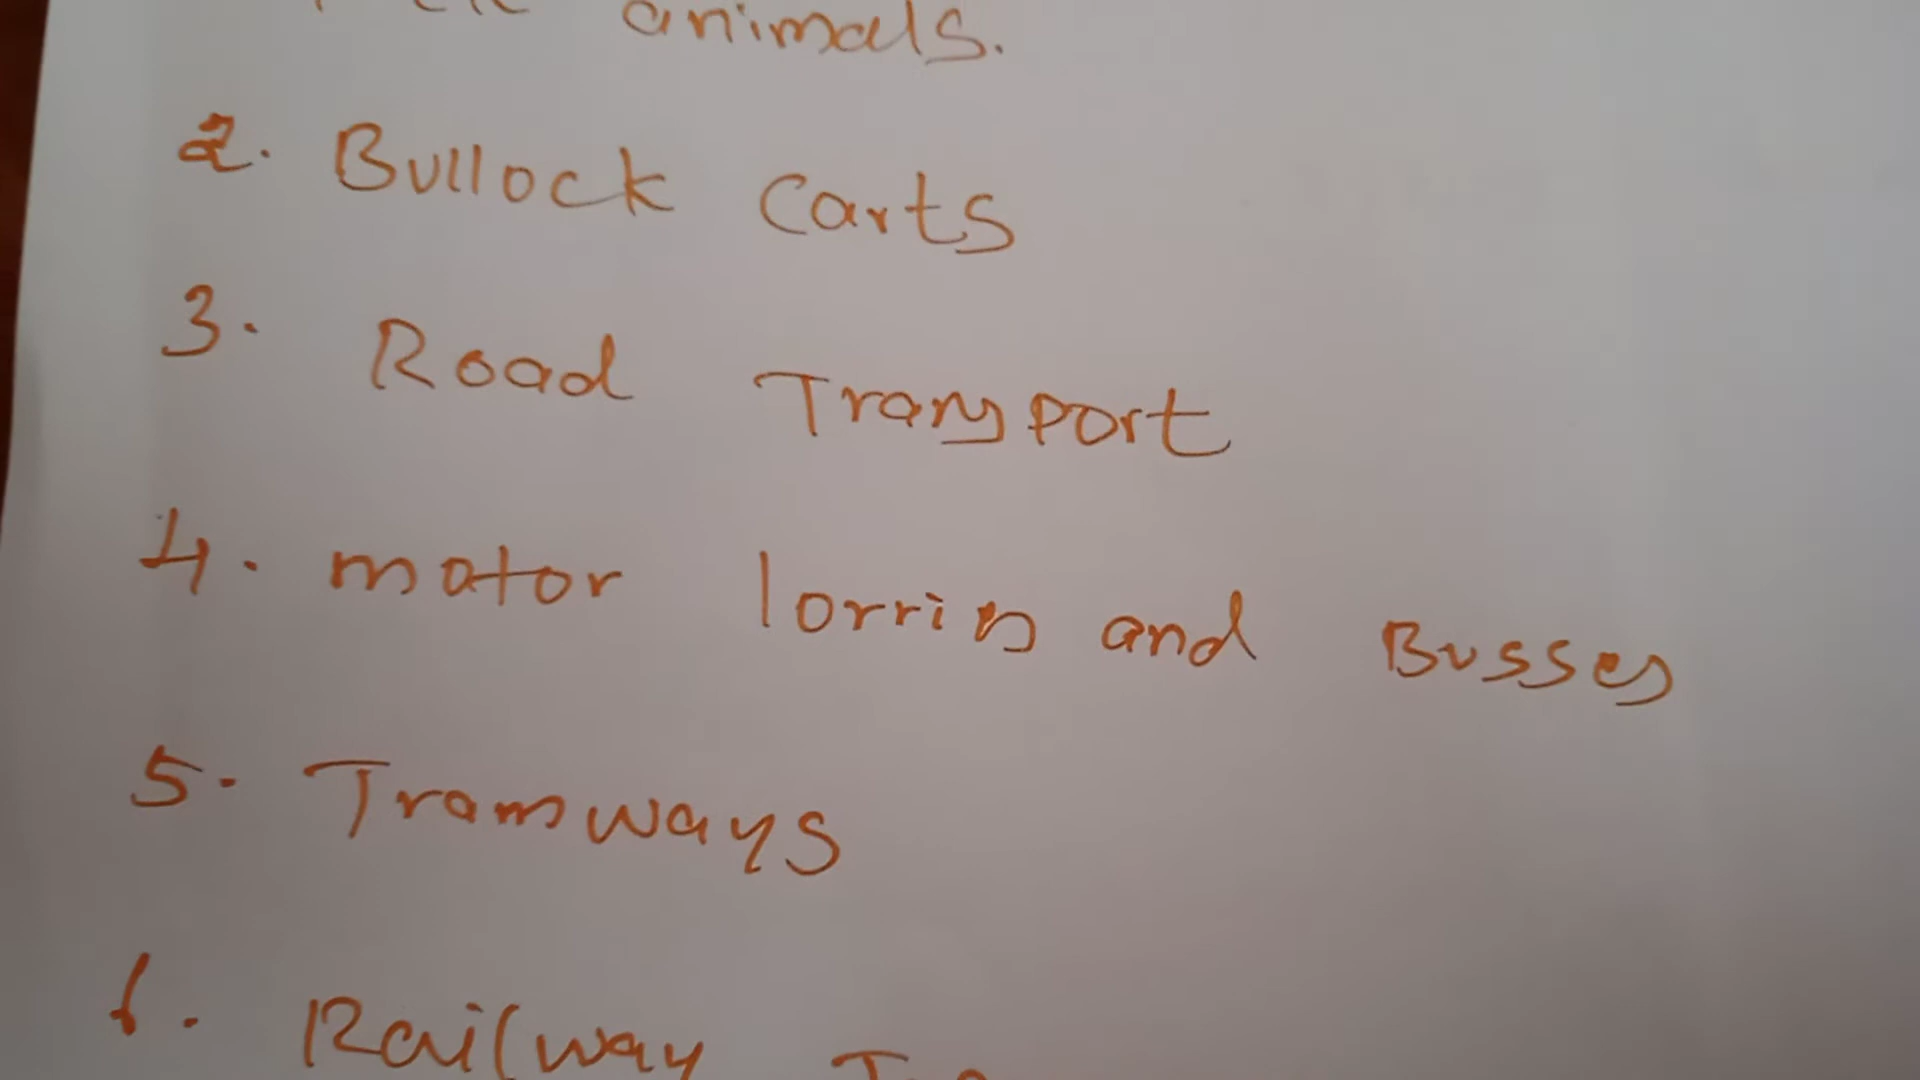 animals.
2. Bullock Carts
3. Road Transport
4. motor lorries and Busses
5. Tramways
6. Railway